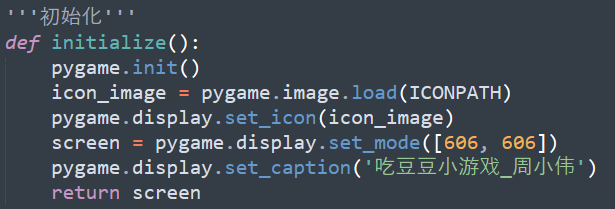 '''初始化'''
def initialize():
    pygame.init()
    icon_image = pygame.image.load(ICONPATH)
    pygame.display.set_icon(icon_image)
    screen = pygame.display.set_mode([606, 606])
    pygame.display.set_caption('吃豆豆小游戏_周小伟')
    return screen